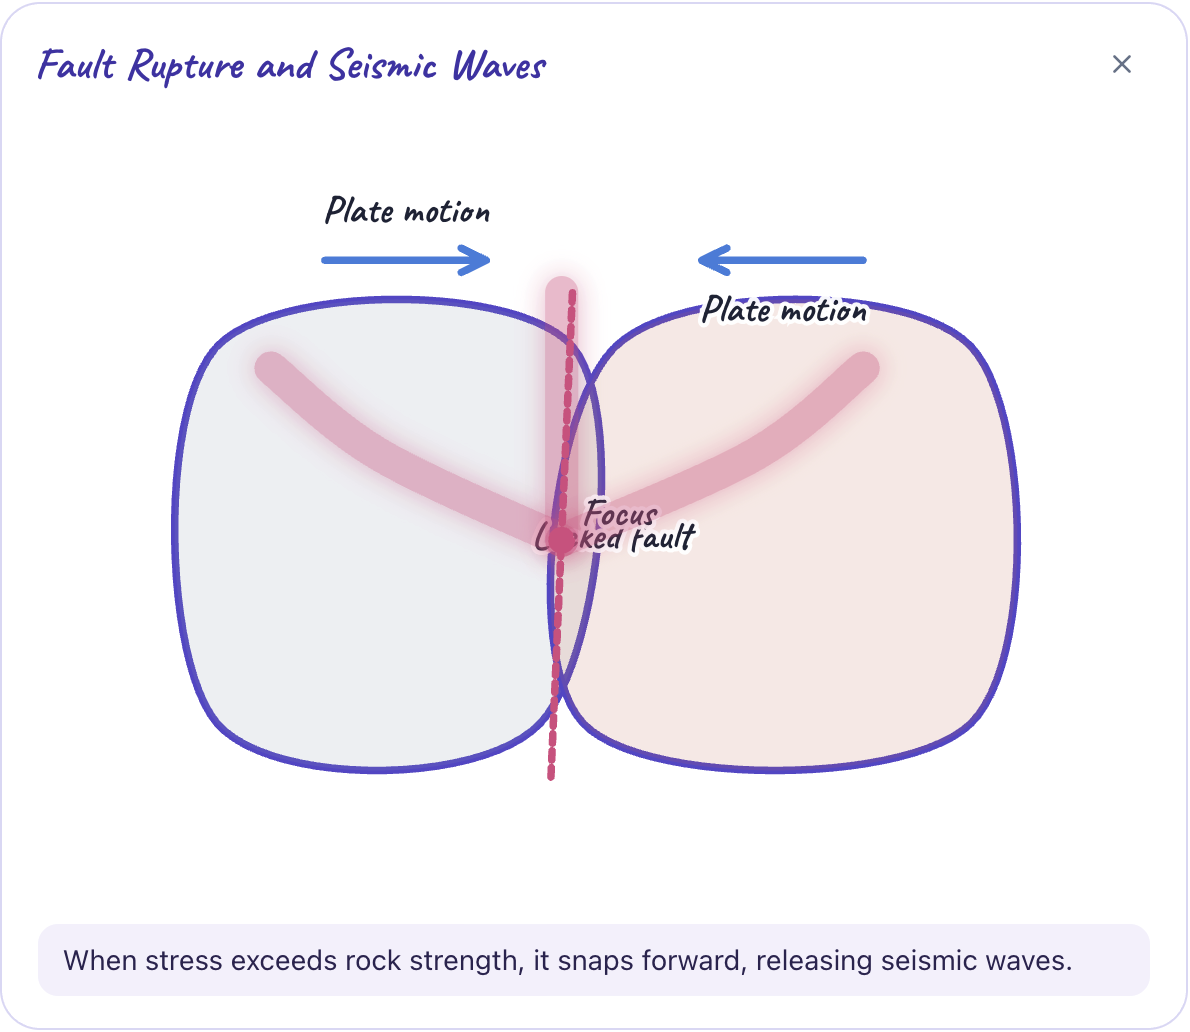 Fault Rupture and Seismic Waves
Plate motion
Plate motion
Focus
Locked fault
When stress exceeds rock strength, it snaps forward, releasing seismic waves.